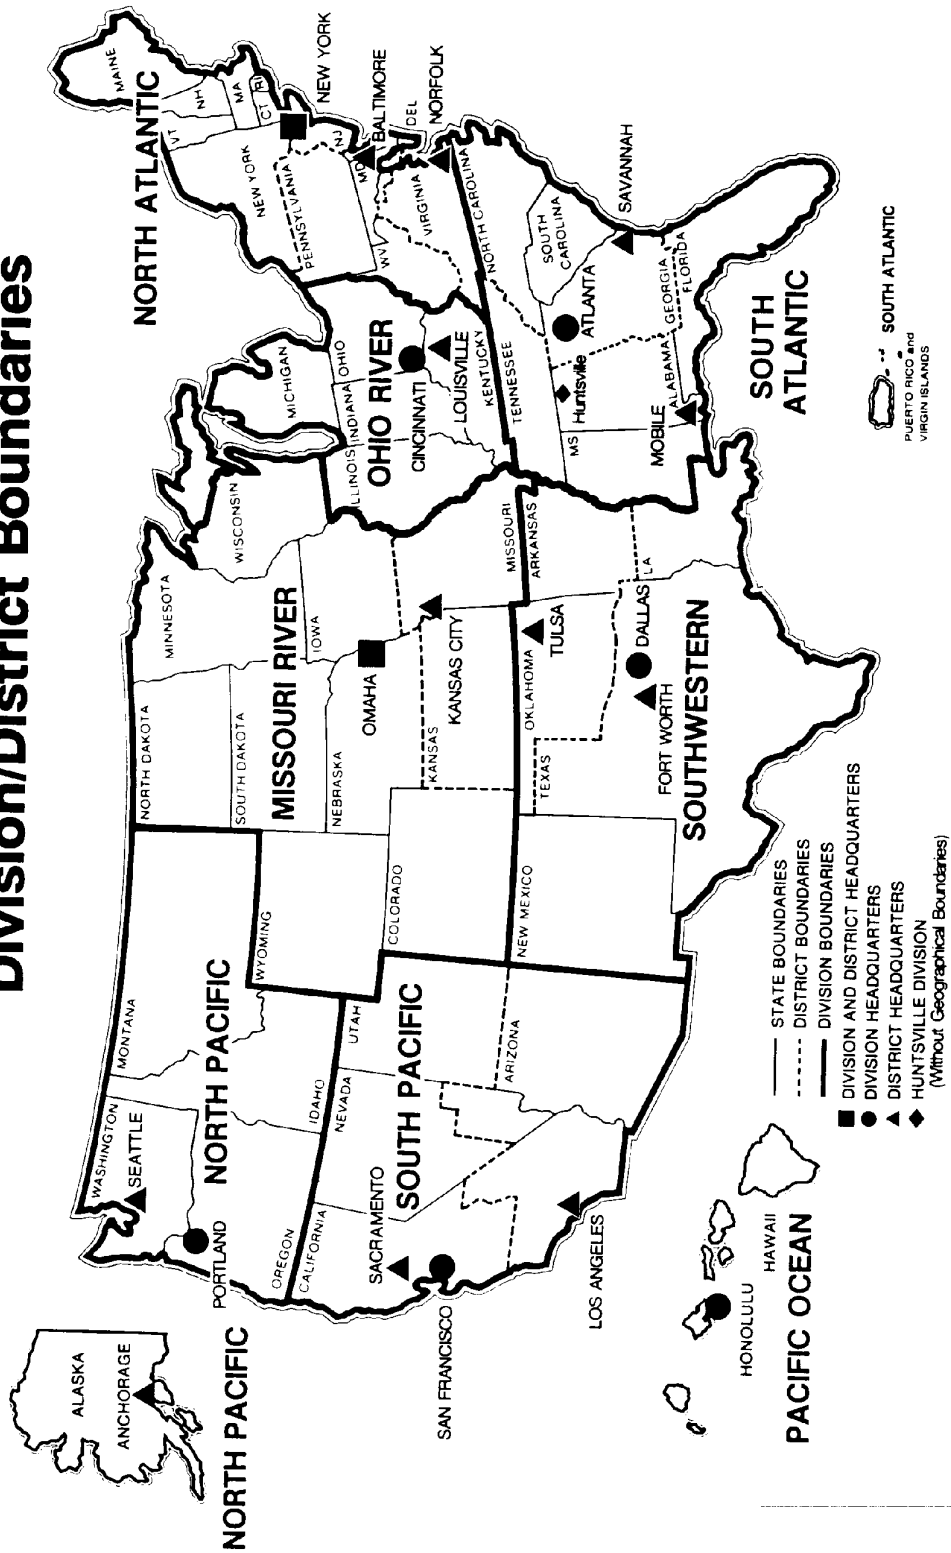 Division/District Boundaries
ALASKA
ANCHORAGE
NORTH PACIFIC
WASHINGTON
SEATTLE
PORTLAND
OREGON
MONTANA
IDAHO
NORTH PACIFIC
WYOMING
CALIFORNIA
NEVADA
UTAH
SACRAMENTO
SOUTH PACIFIC
SAN FRANCISCO
LOS ANGELES
ARIZONA
COLORADO
NEW MEXICO
NORTH DAKOTA
SOUTH DAKOTA
MINNESOTA
WISCONSIN
MISSOURI RIVER
NEBRASKA
IOWA
OMAHA
KANSAS
KANSAS CITY
MISSOURI
ARKANSAS
OKLAHOMA
TULSA
TEXAS
DALLAS
FORT WORTH
LA
SOUTHWESTERN
MICHIGAN
ILLINOIS
INDIANA
OHIO
OHIO RIVER
CINCINNATI
LOUISVILLE
KENTUCKY
TENNESSEE
MAINE
NORTH ATLANTIC
VT
NH
MA
CT
RI
NEW YORK
NEW YORK
PENNSYLVANIA
NJ
MD
BALTIMORE
DEL
WV
VIRGINIA
NORFOLK
NORTH CAROLINA
SOUTH
CAROLINA
SAVANNAH
ATLANTA
Huntsville
MS
ALABAMA
GEORGIA
FLORIDA
MOBILE
SOUTH
ATLANTIC
SOUTH ATLANTIC
PUERTO RICO and
VIRGIN ISLANDS
HAWAII
HONOLULU
PACIFIC OCEAN
STATE BOUNDARIES
DISTRICT BOUNDARIES
DIVISION BOUNDARIES
DIVISION AND DISTRICT HEADQUARTERS
DIVISION HEADQUARTERS
DISTRICT HEADQUARTERS
HUNTSVILLE DIVISION
(Without Geographical Boundaries)